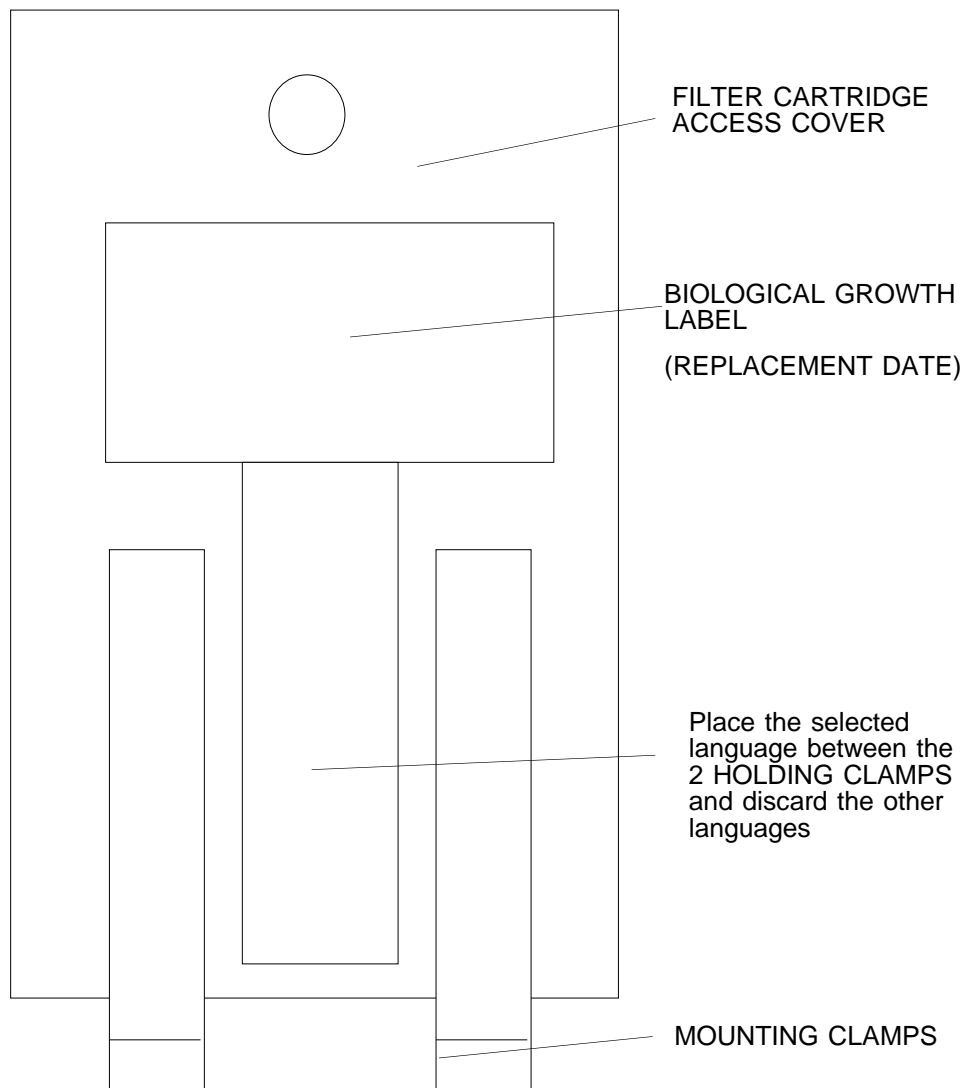 FILTER CARTRIDGE
ACCESS COVER
BIOLOGICAL GROWTH
LABEL
(REPLACEMENT DATE)
Place the selected
language between the
2 HOLDING CLAMPS
and discard the other
languages
MOUNTING CLAMPS